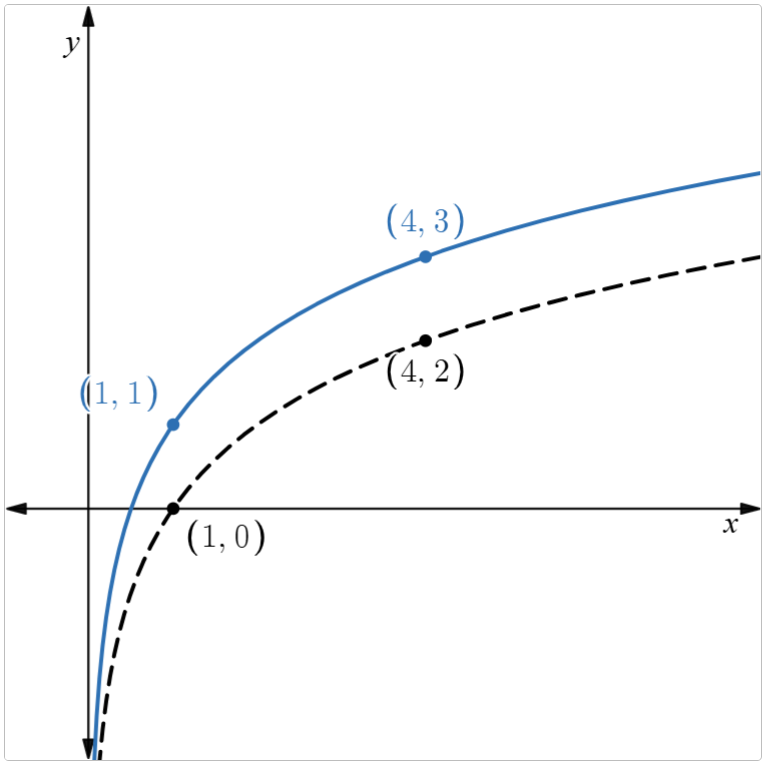 y
(4, 3)
(4, 2)
(1, 1)
(1, 0)
x